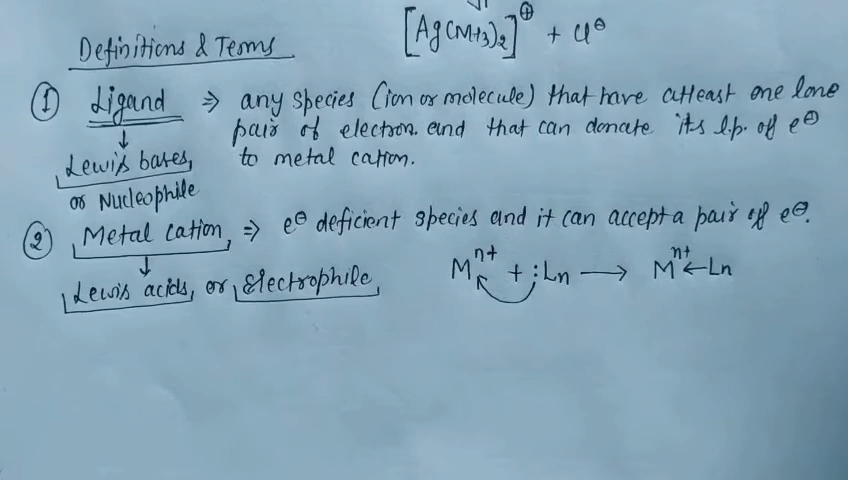 [Ag(NH3)2]⊕ + Cl⊖
Definitions & Terms
① Ligand ⇒ any species (ion or molecule) that have atleast one lone
pair of electron. and that can donate its l.p. of e⊖
to metal cation.
↓
Lewis bases,
or Nucleophile
② Metal cation, ⇒ e⊖ deficient species and it can accept a pair of e⊖.
↓
Lewis acids, or Electrophile,
Mⁿ⁺ + :Ln ⟶ Mⁿ⁺←Ln